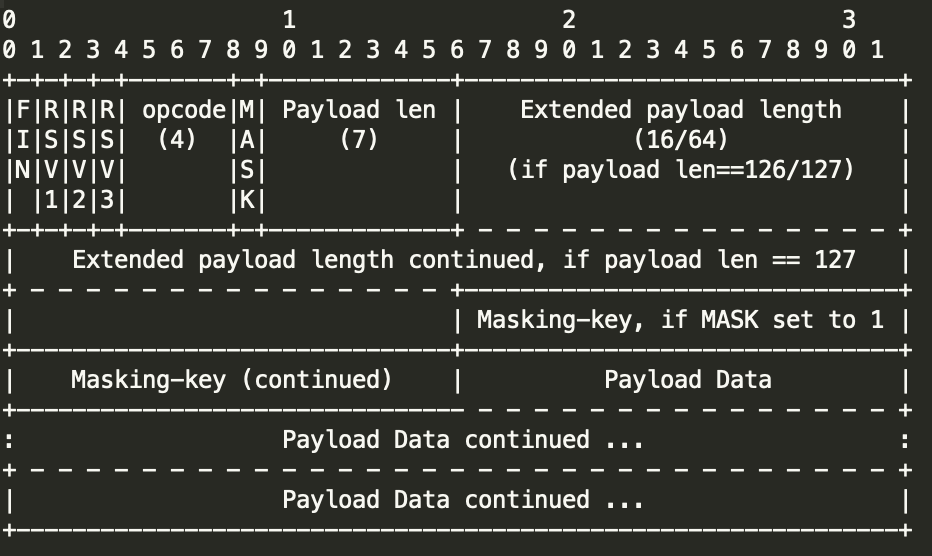 0                   1                   2                   3
0 1 2 3 4 5 6 7 8 9 0 1 2 3 4 5 6 7 8 9 0 1 2 3 4 5 6 7 8 9 0 1
+-+-+-+-+-------+-+-------------+-------------------------------+
|F|R|R|R| opcode|M| Payload len |    Extended payload length    |
|I|S|S|S|  (4)  |A|     (7)     |            (16/64)            |
|N|V|V|V|       |S|             |   (if payload len==126/127)   |
| |1|2|3|       |K|             |                               |
+-+-+-+-+-------+-+-------------+ - - - - - - - - - - - - - - - +
|    Extended payload length continued, if payload len == 127   |
+ - - - - - - - - - - - - - - - +-------------------------------+
|                               | Masking-key, if MASK set to 1 |
+-------------------------------+-------------------------------+
|    Masking-key (continued)    |          Payload Data         |
+-------------------------------- - - - - - - - - - - - - - - - +
:                   Payload Data continued ...                  :
+ - - - - - - - - - - - - - - - - - - - - - - - - - - - - - - - +
|                   Payload Data continued ...                  |
+---------------------------------------------------------------+